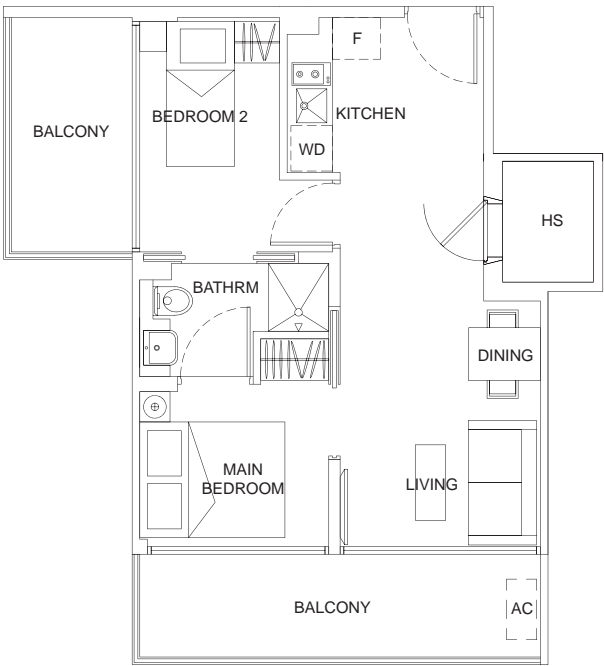 F
BEDROOM 2
KITCHEN
BALCONY
WD
HS
BATHRM
DINING
MAIN
BEDROOM
LIVING
BALCONY
AC